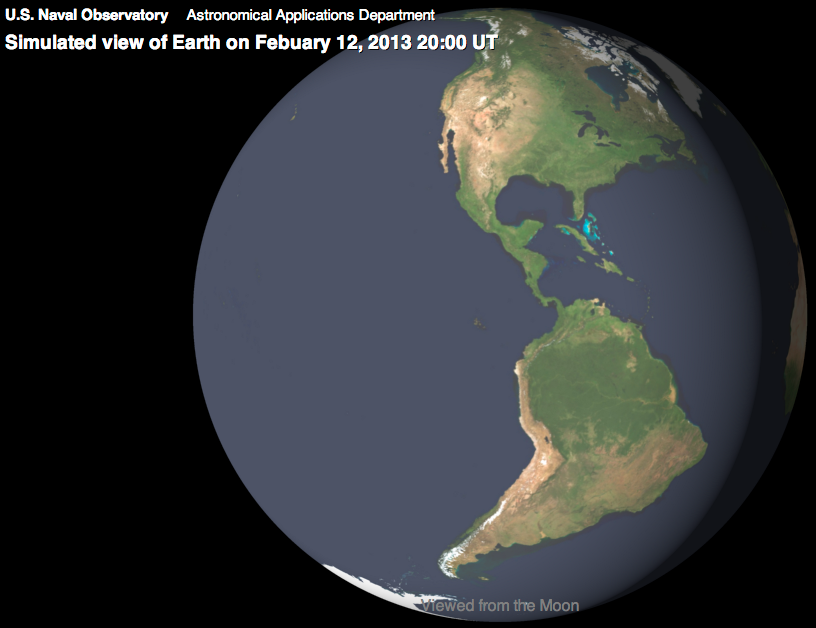 U.S. Naval Observatory Astronomical Applications Department
Simulated view of Earth on Febuary 12, 2013 20:00 UT
Viewed from the Moon